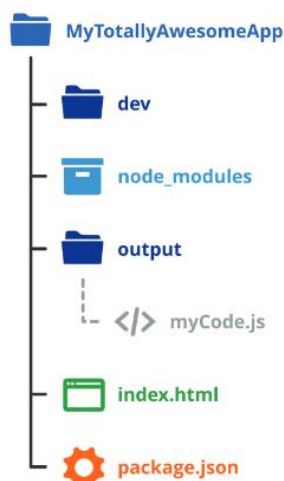 MyTotallyAwesomeApp
dev
node_modules
output
</> myCode.js
index.html
package.json